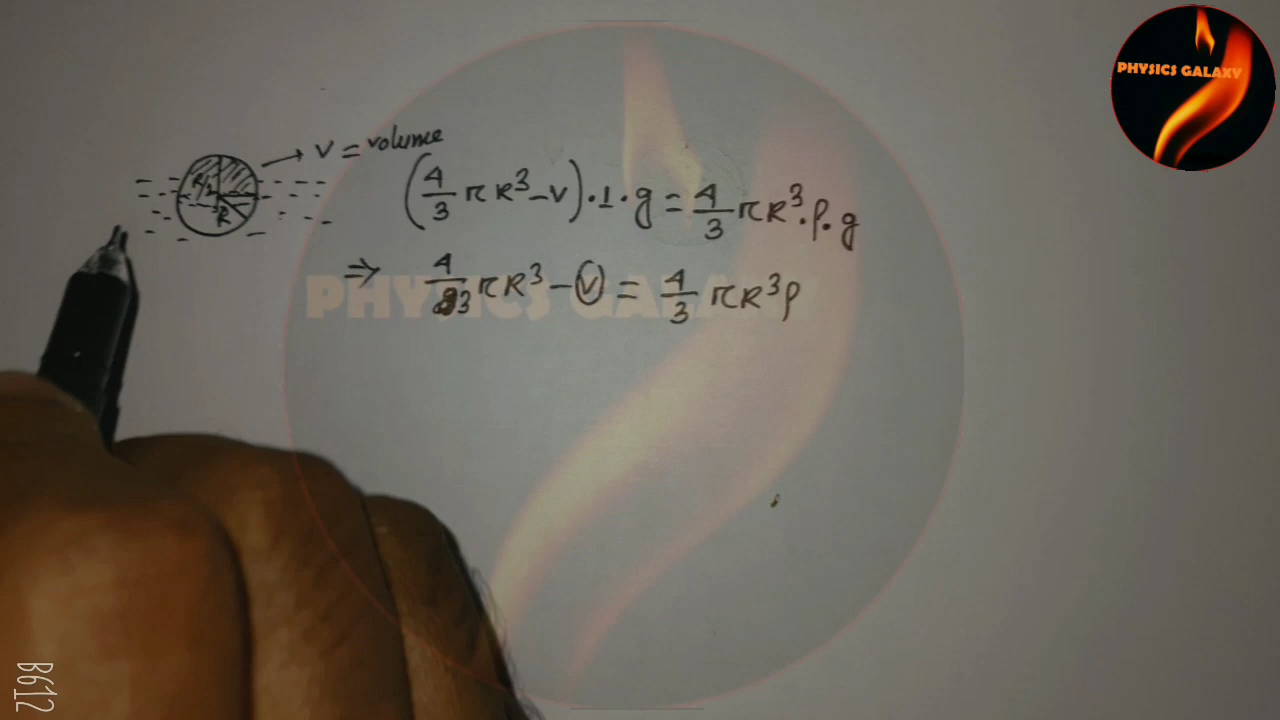 PHYSICS GALAXY
V = volume
R/2
R
(4/3 πR³ - V) · 1 · g = 4/3 πR³ · ρ · g
⇒ 4/3 πR³ - V = 4/3 πR³ρ
PHYSICS GALAXY
B612